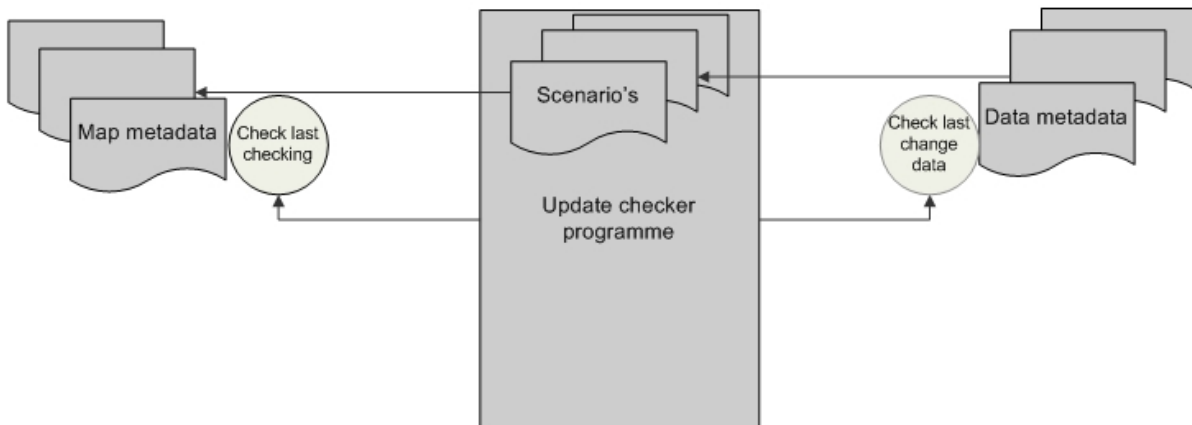 Map metadata
Check last
checking
Scenario's
Update checker
programme
Check last
change
data
Data metadata